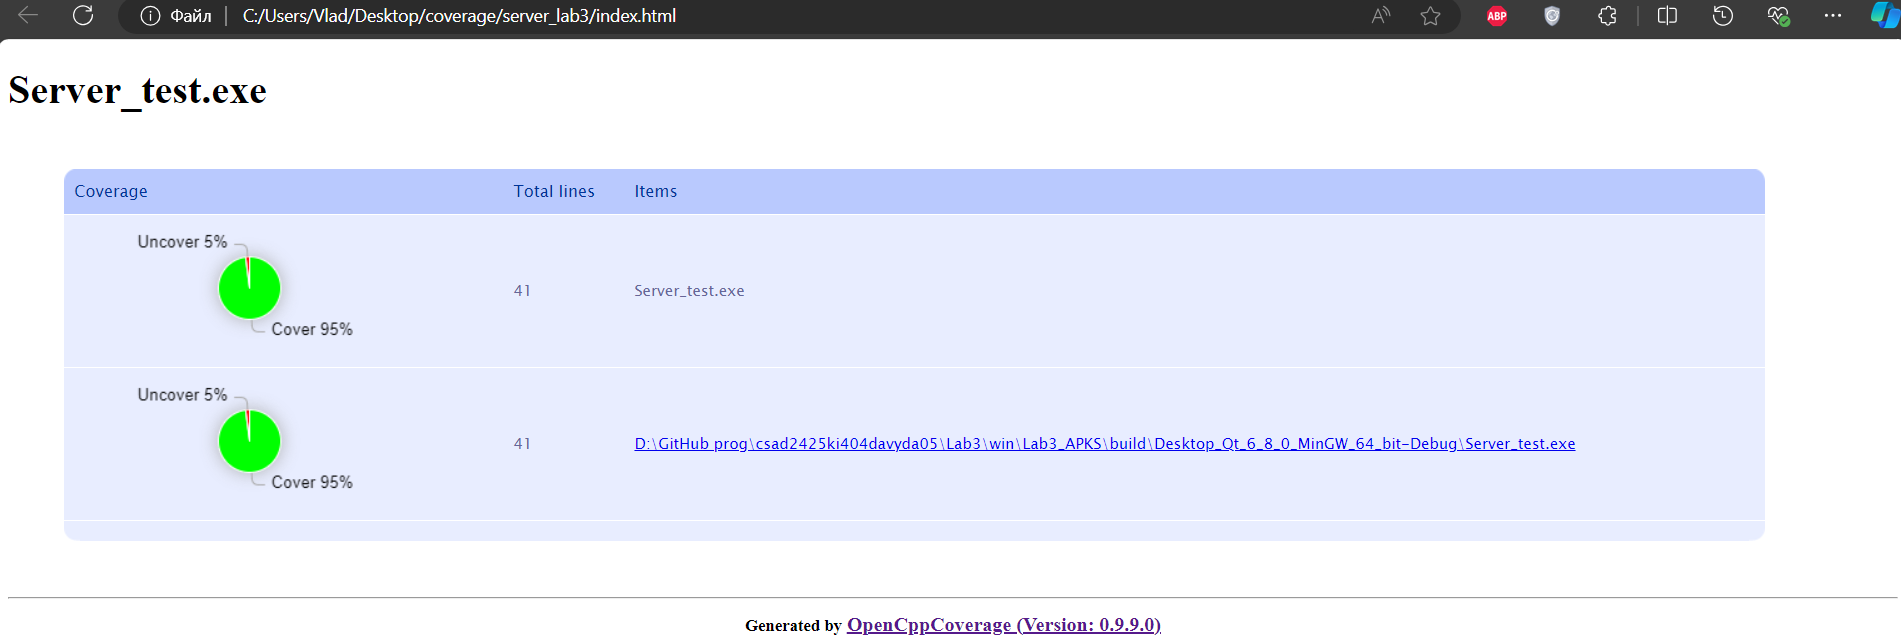 Файл | C:/Users/Vlad/Desktop/coverage/server_lab3/index.html
ABP
Server_test.exe
Coverage Total lines Items
Uncover 5%
41 Server_test.exe
Cover 95%
Uncover 5%
41 D:\GitHub prog\csad2425ki404davyda05\Lab3\win\Lab3_APKS\build\Desktop_Qt_6_8_0_MinGW_64_bit-Debug\Server_test.exe
Cover 95%
Generated by OpenCppCoverage (Version: 0.9.9.0)